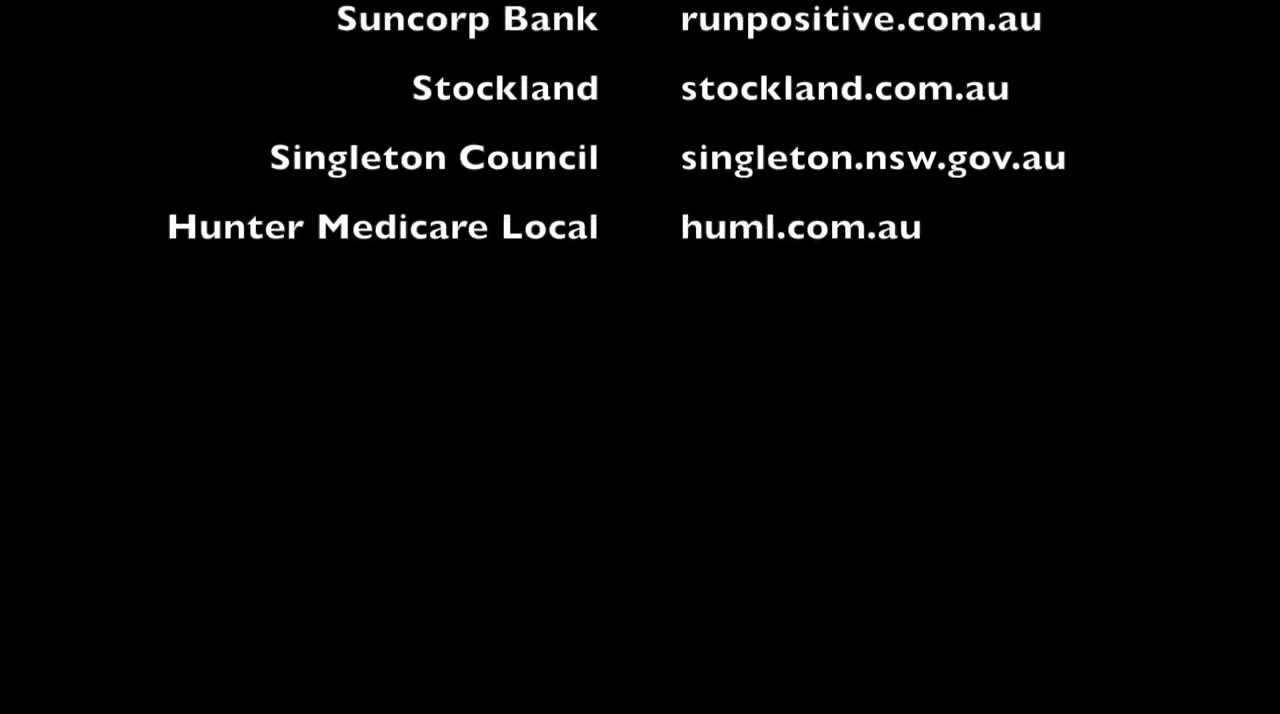 Suncorp Bank runpositive.com.au
Stockland stockland.com.au
Singleton Council singleton.nsw.gov.au
Hunter Medicare Local huml.com.au